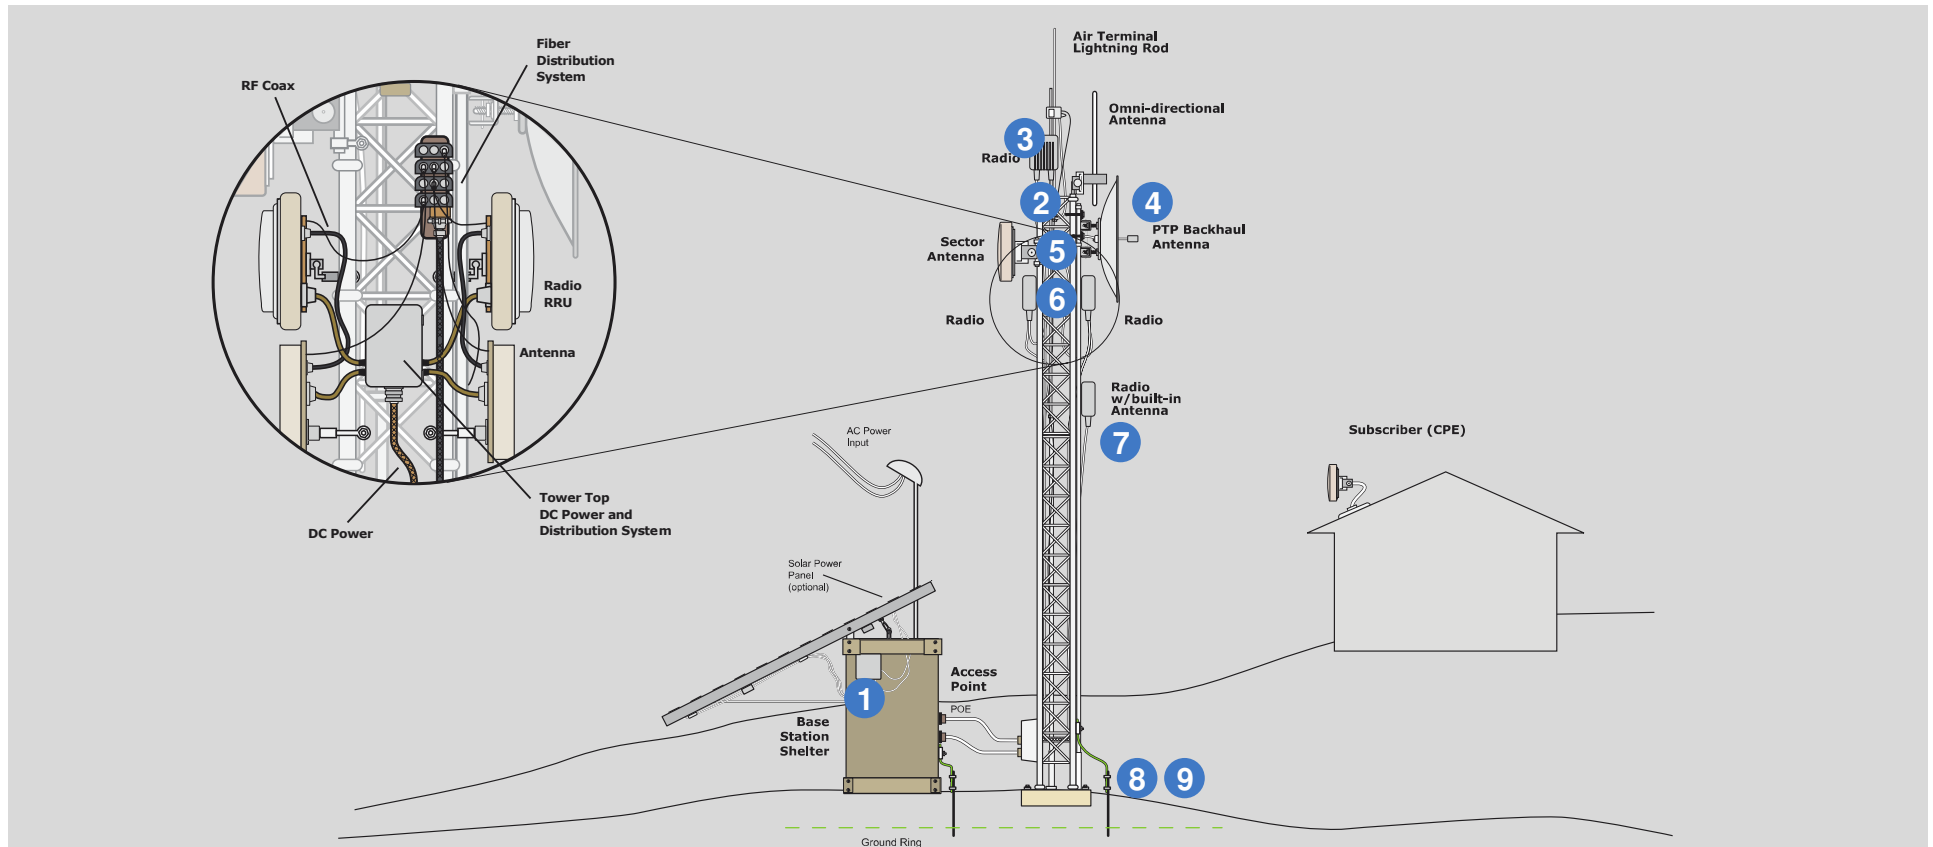 Fiber
Distribution
System
RF Coax
Radio
RRU
Antenna
Tower Top
DC Power and
Distribution System
DC Power
Air Terminal
Lightning Rod
Omni-directional
Antenna
3
Radio
2
4
PTP Backhaul
Antenna
Sector
Antenna
5
6
Radio
Radio
Radio
w/built-in
Antenna
7
AC Power
Input
Subscriber (CPE)
Solar Power
Panel
(optional)
Access
Point
POE
1
Base
Station
Shelter
8
9
Ground Ring